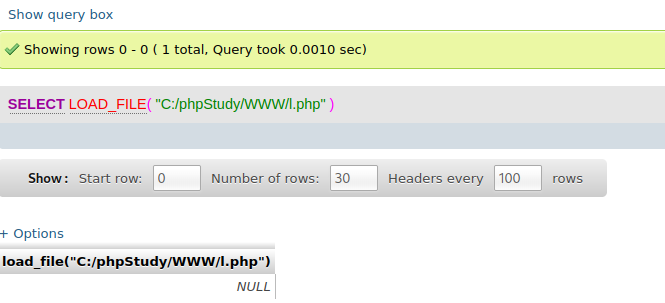 Show query box
Showing rows 0 - 0 ( 1 total, Query took 0.0010 sec)
SELECT LOAD_FILE( "C:/phpStudy/WWW/l.php" )
Show : Start row: 0 Number of rows: 30 Headers every 100 rows
+ Options
load_file("C:/phpStudy/WWW/l.php")
NULL